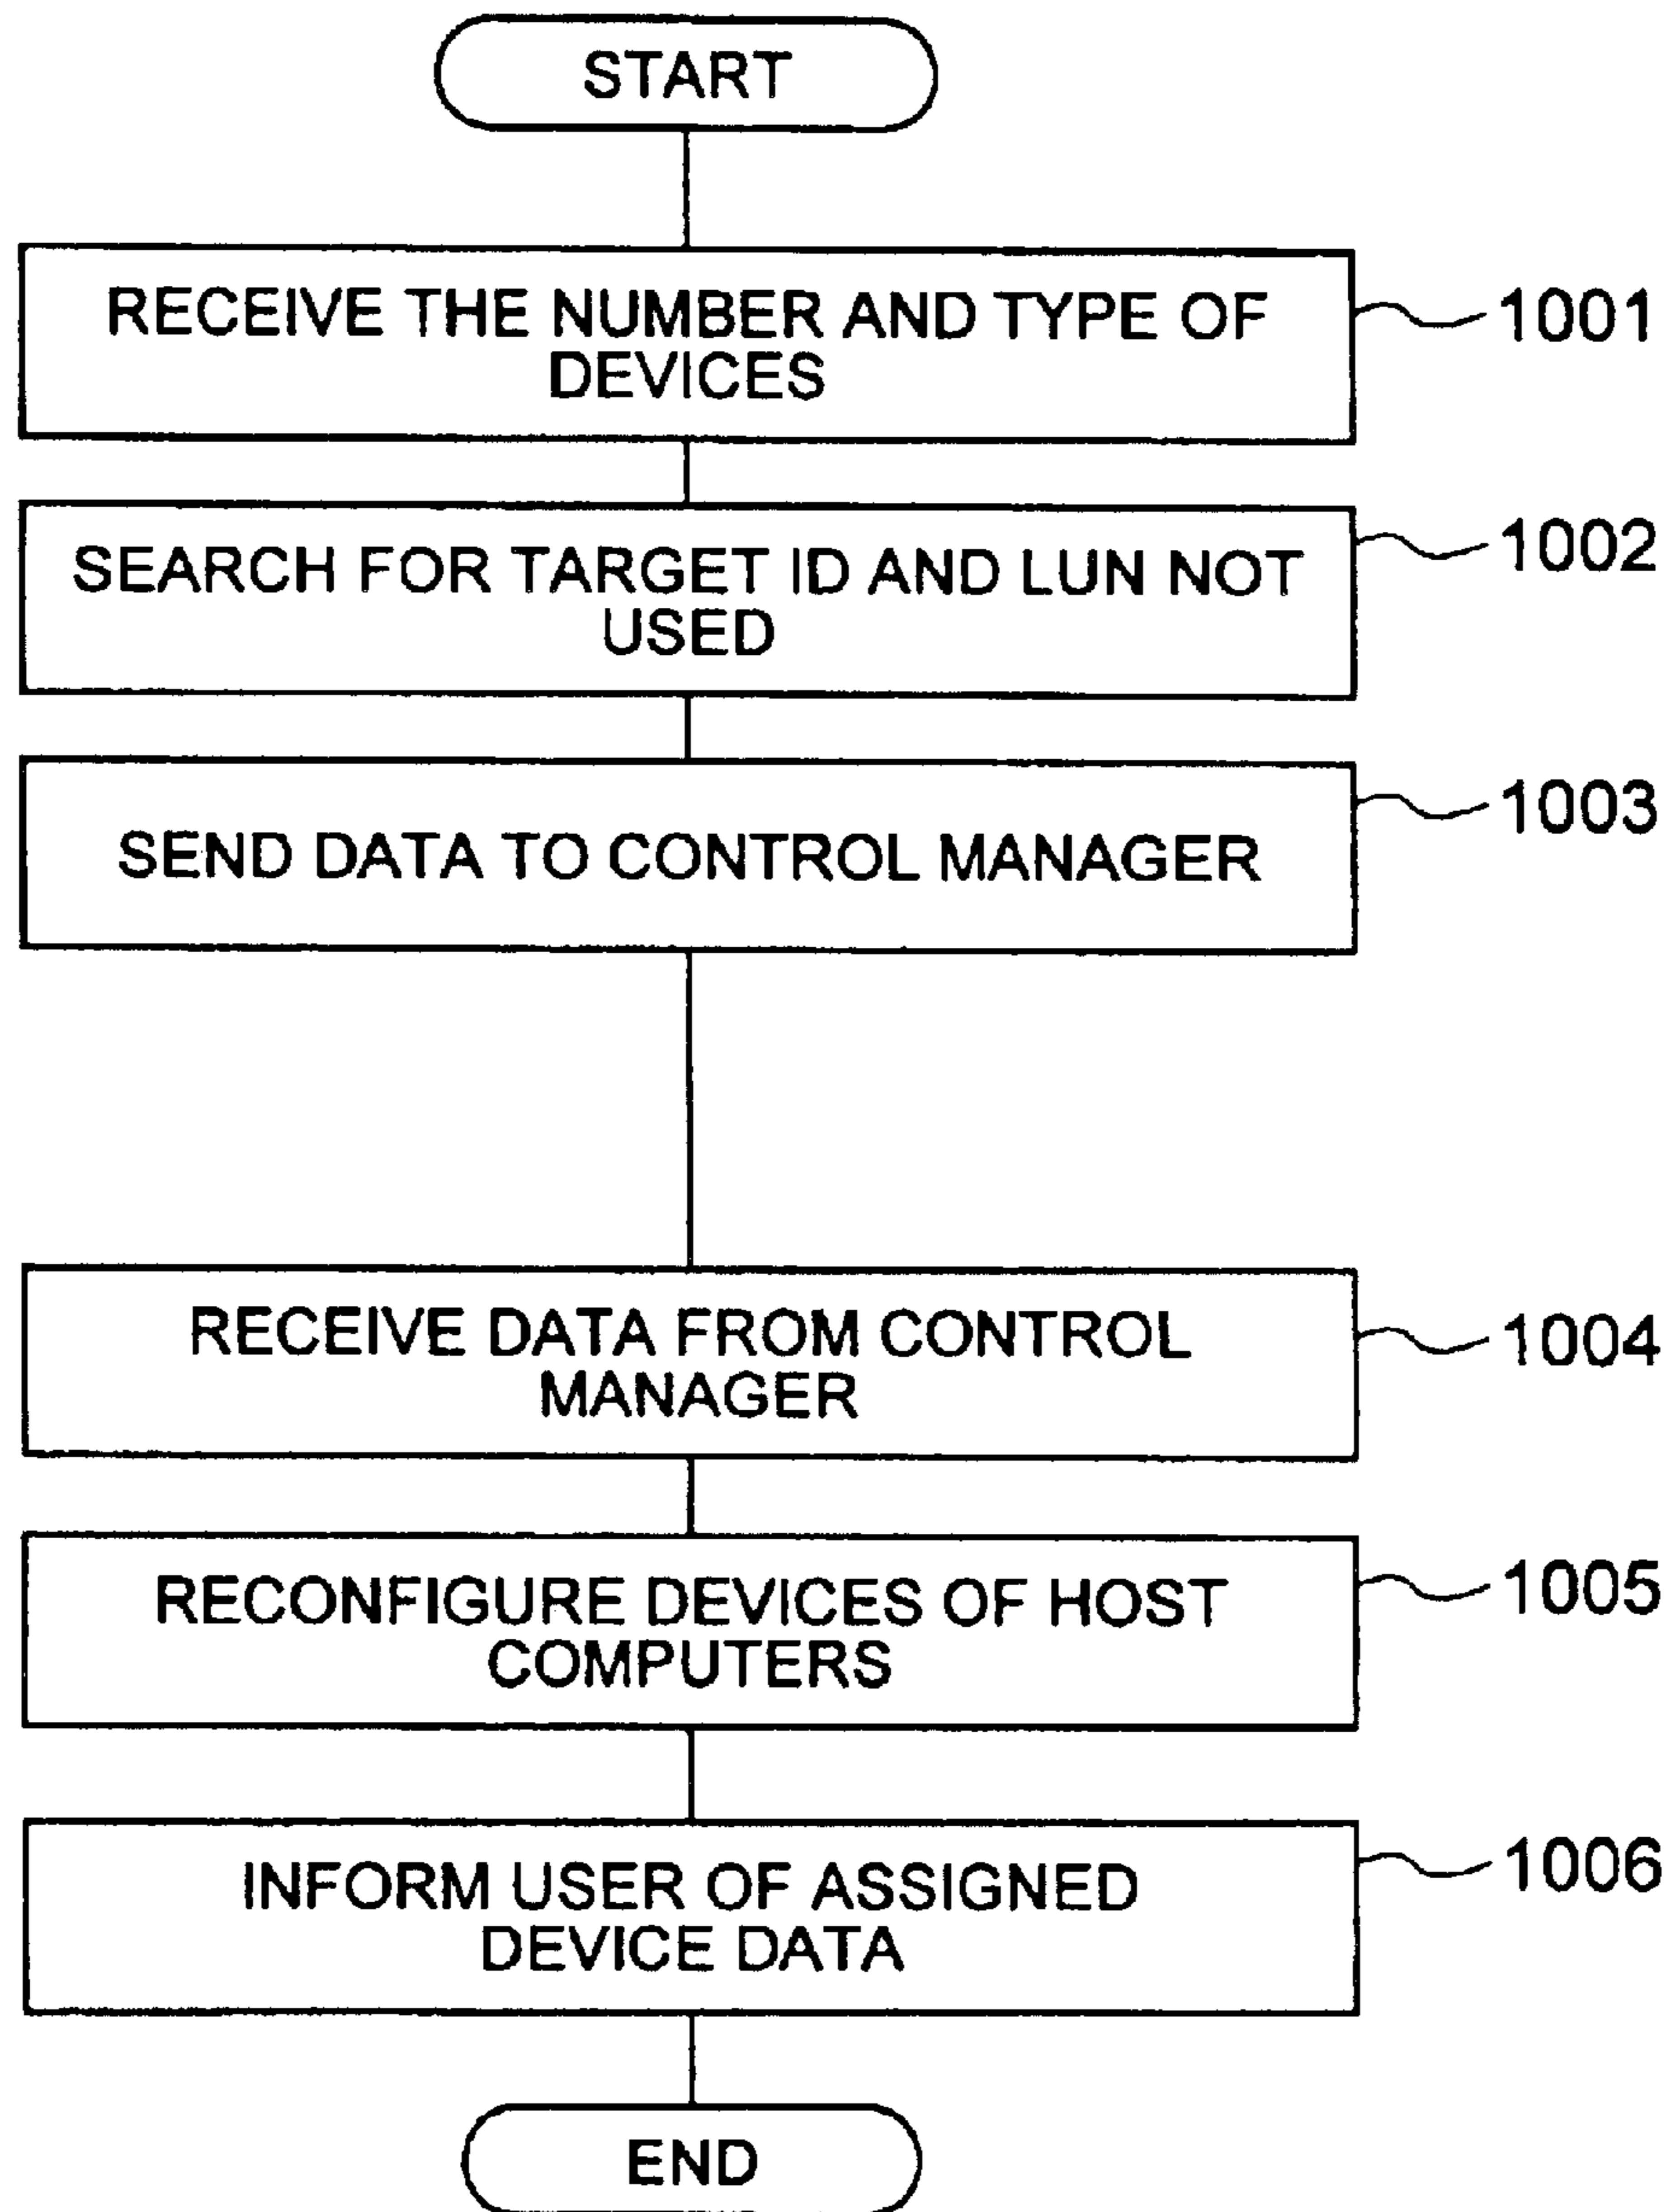 START
RECEIVE THE NUMBER AND TYPE OF
DEVICES
1001
SEARCH FOR TARGET ID AND LUN NOT
USED
1002
SEND DATA TO CONTROL MANAGER
1003
RECEIVE DATA FROM CONTROL
MANAGER
1004
RECONFIGURE DEVICES OF HOST
COMPUTERS
1005
INFORM USER OF ASSIGNED
DEVICE DATA
1006
END